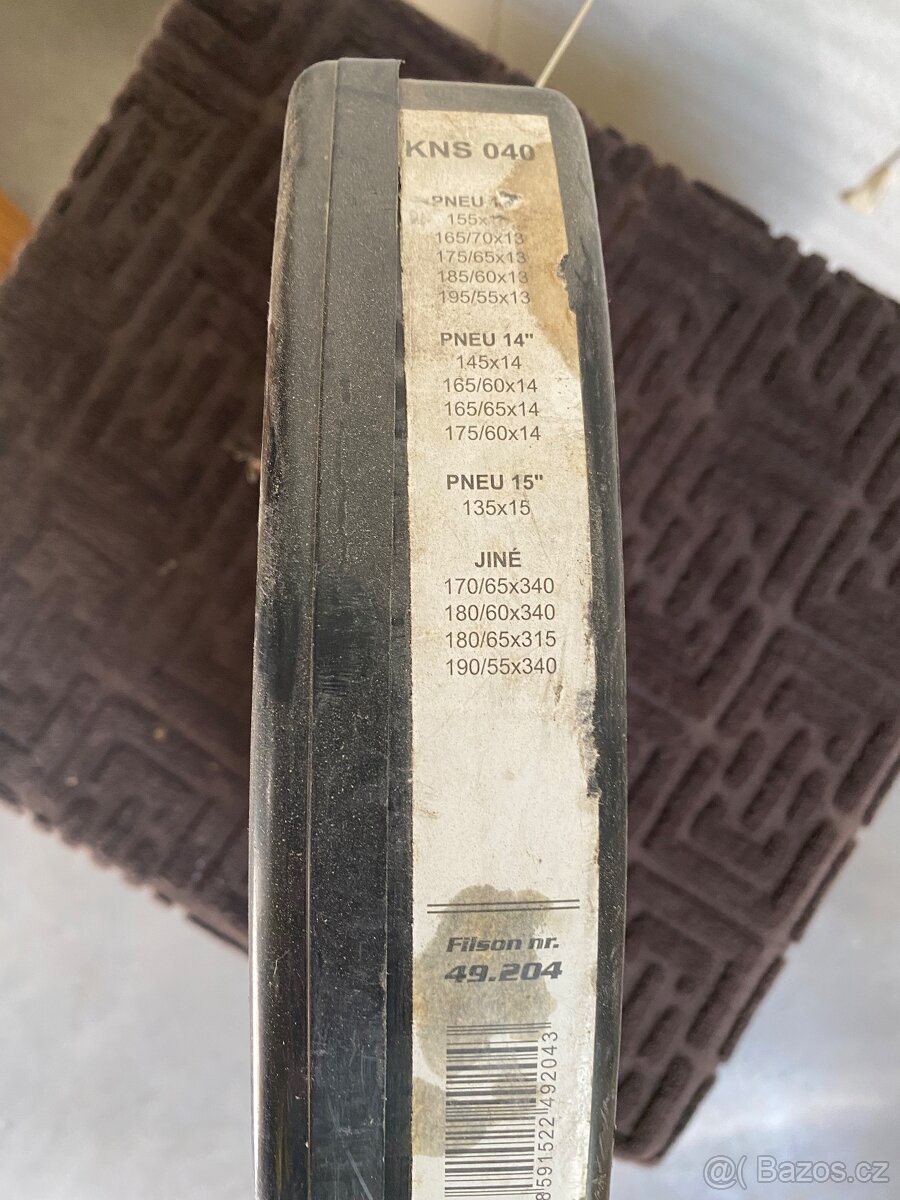 KNS 040
PNEU
155x
165/70x13
175/65x13
185/60x13
195/55x13
PNEU 14"
145x14
165/60x14
165/65x14
175/60x14
PNEU 15"
135x15
JINÉ
170/65x340
180/60x340
180/65x315
190/55x340
Filson nr.
49.204
8591522492043
@ Bazos.cz